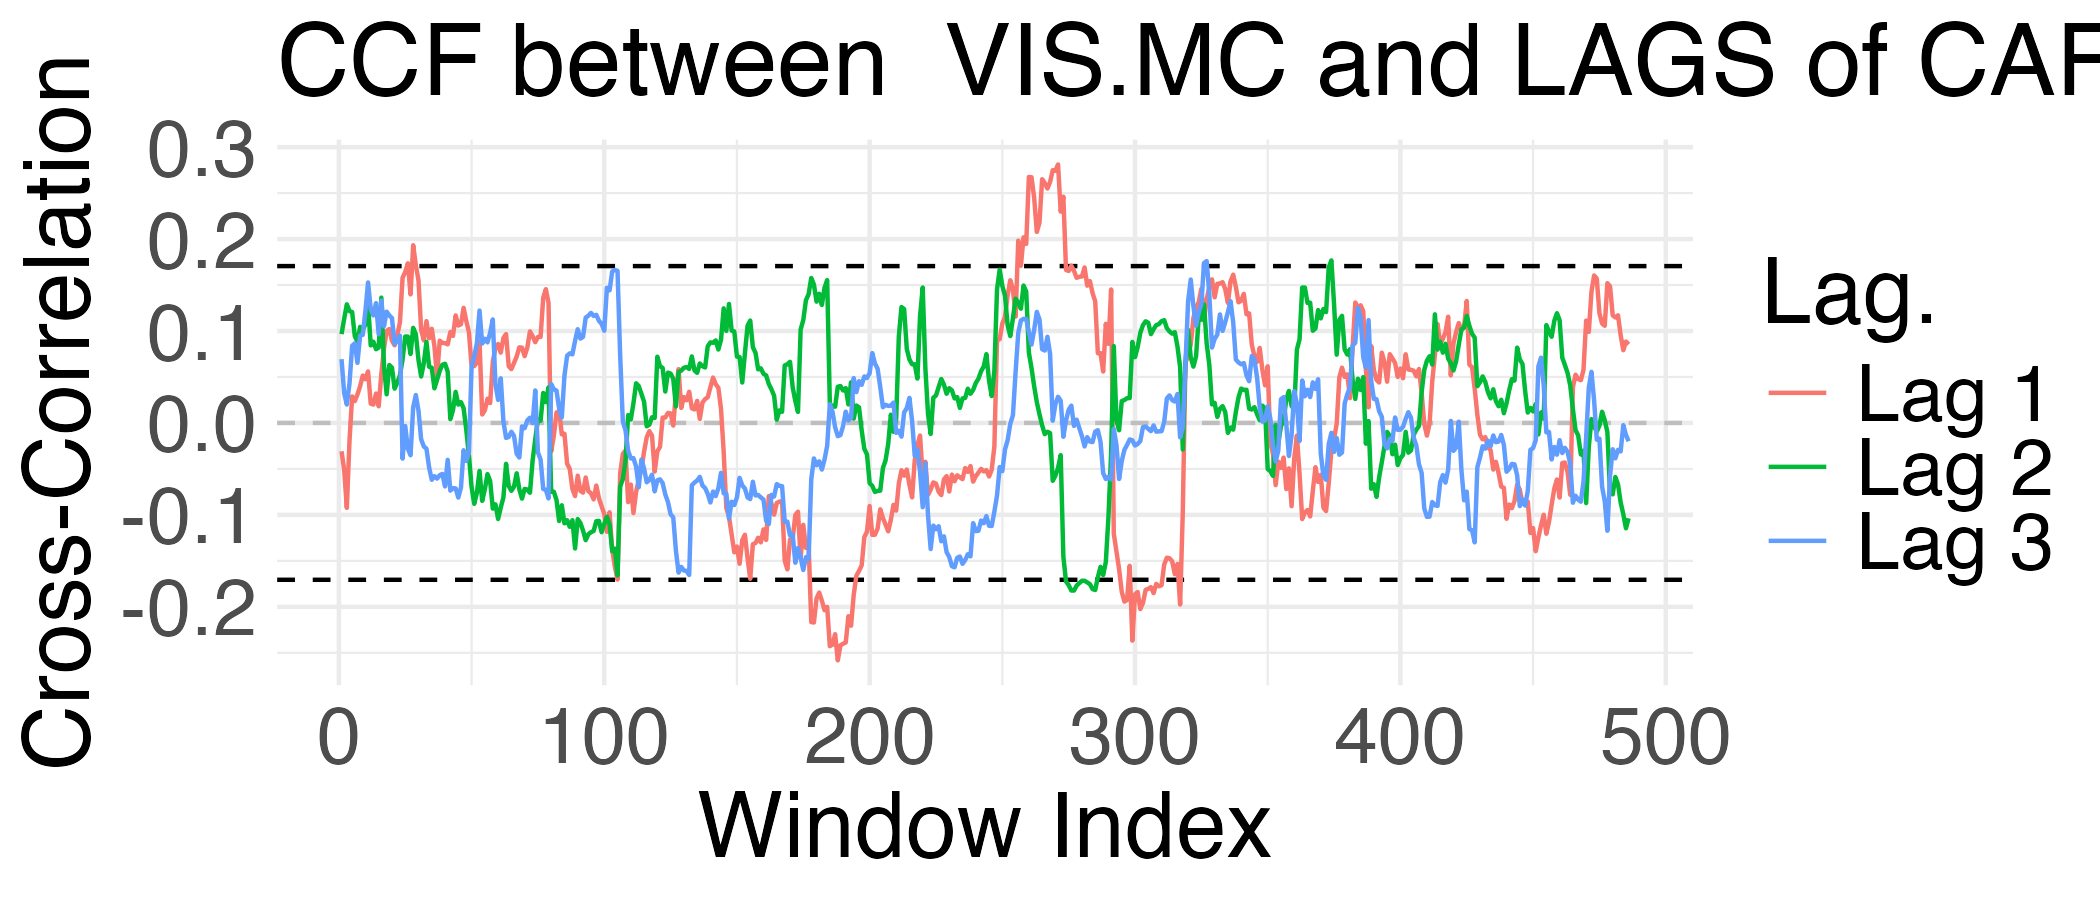 CCF between VIS.MC and LAGS of
Cross-Correlation
0.3
0.2
0.1
0.0
-0.1
-0.2
0
100
200
300
400
500
Window Index
Lag.
Lag 1
Lag 2
Lag 3